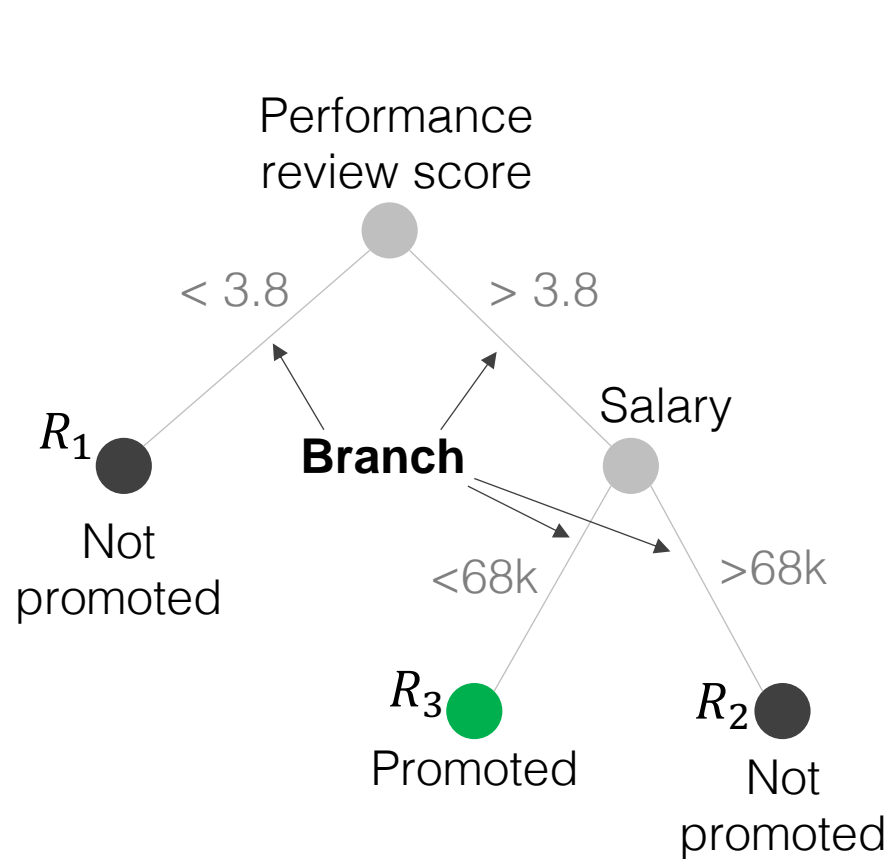 Performance
review score
< 3.8
> 3.8
Salary
R₁
Branch
Not
promoted
<68k
>68k
R₃
R₂
Promoted
Not
promoted